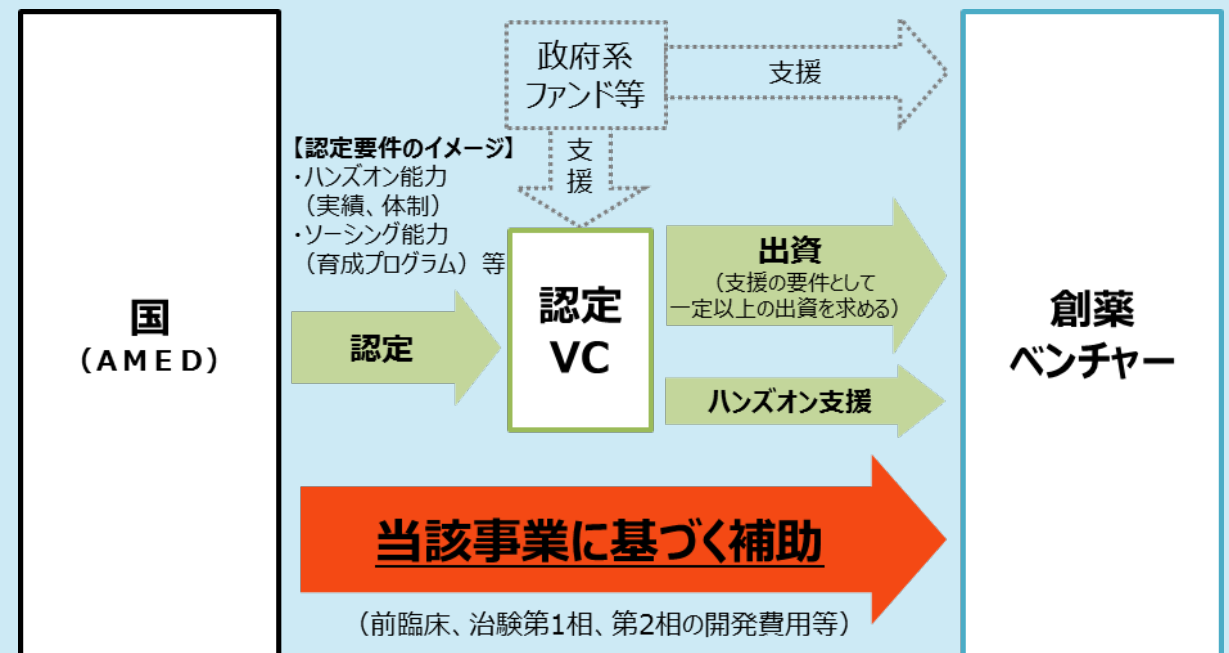 国
（ＡＭＥＤ）
【認定要件のイメージ】
・ハンズオン能力
（実績、体制）
・ソーシング能力
（育成プログラム）等
認定
政府系
ファンド等
支援
支
援
認定
VC
出資
（支援の要件として
一定以上の出資を求める）
ハンズオン支援
当該事業に基づく補助
（前臨床、治験第1相、第2相の開発費用等）
創薬
ベンチャー